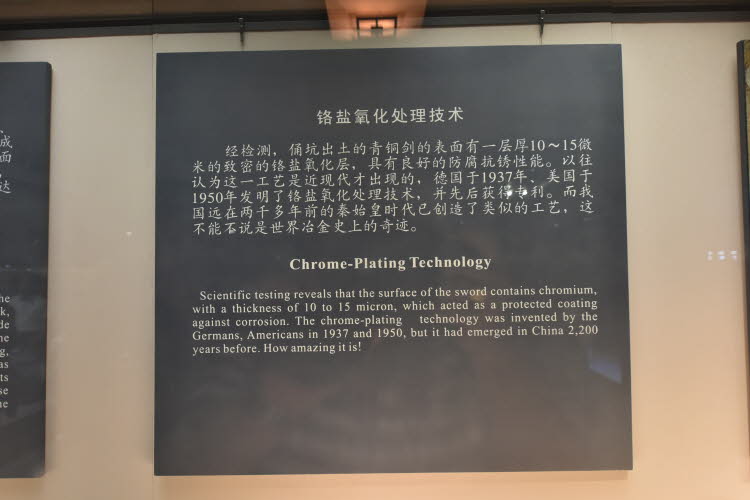 成
面
达
铬盐氧化处理技术
经检测，俑坑出土的青铜剑的表面有一层厚10～15微
米的致密的铬盐氧化层，具有良好的防腐抗锈性能。以往
认为这一工艺是近现代才出现的，德国于1937年、美国于
1950年发明了铬盐氧化处理技术，并先后获得专利。而我
国远在两千多年前的秦始皇时代已创造了类似的工艺，这
不能不说是世界冶金史上的奇迹。
Chrome-Plating Technology
Scientific testing reveals that the surface of the sword contains chromium,
with a thickness of 10 to 15 micron, which acted as a protected coating
against corrosion. The chrome-plating technology was invented by the
Germans, Americans in 1937 and 1950, but it had emerged in China 2,200
years before. How amazing it is!